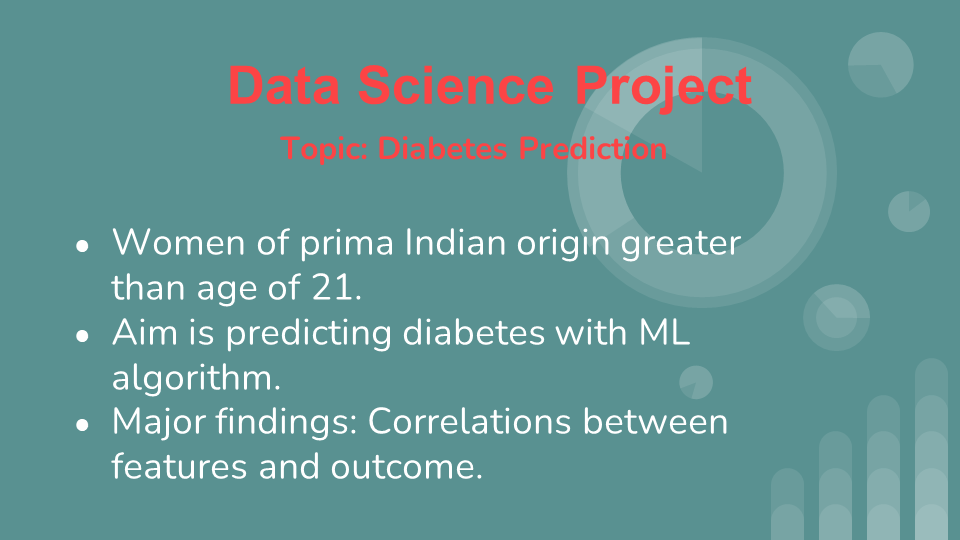 Data Science Project
Topic: Diabetes Prediction
● Women of prima Indian origin greater
than age of 21.
● Aim is predicting diabetes with ML
algorithm.
● Major findings: Correlations between
features and outcome.